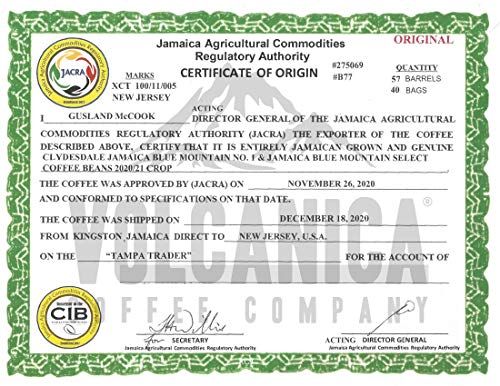 ORIGINAL
Jamaica Agricultural Commodities
Regulatory Authority
CERTIFICATE OF ORIGIN
JACRA
MARKS
XCT 100/11/005
NEW JERSEY
#275069
#B77
QUANTITY
57 BARRELS
40 BAGS
ACTING
I GUSLAND McCOOK DIRECTOR GENERAL OF THE JAMAICA AGRICULTURAL
COMMODITIES REGULATORY AUTHORITY (JACRA) THE EXPORTER OF THE COFFEE
DESCRIBED ABOVE, CERTIFY THAT IT IS ENTIRELY JAMAICAN GROWN AND GENUINE
CLYDESDALE JAMAICA BLUE MOUNTAIN NO. 1 & JAMAICA BLUE MOUNTAIN SELECT
COFFEE BEANS 2020/21 CROP
THE COFFEE WAS APPROVED BY (JACRA) ON NOVEMBER 26, 2020
AND CONFORMED TO SPECIFICATIONS ON THAT DATE.
THE COFFEE WAS SHIPPED ON DECEMBER 18, 2020
FROM KINGSTON, JAMAICA DIRECT TO NEW JERSEY, U.S.A.
ON THE "TAMPA TRADER" FOR THE ACCOUNT OF
VOLCANICA®
COFFEE COMPANY
CIB
for SECRETARY
Jamaica Agricultural Commodities Regulatory Authority
ACTING DIRECTOR GENERAL
Jamaica Agricultural Commodities Regulatory Authority